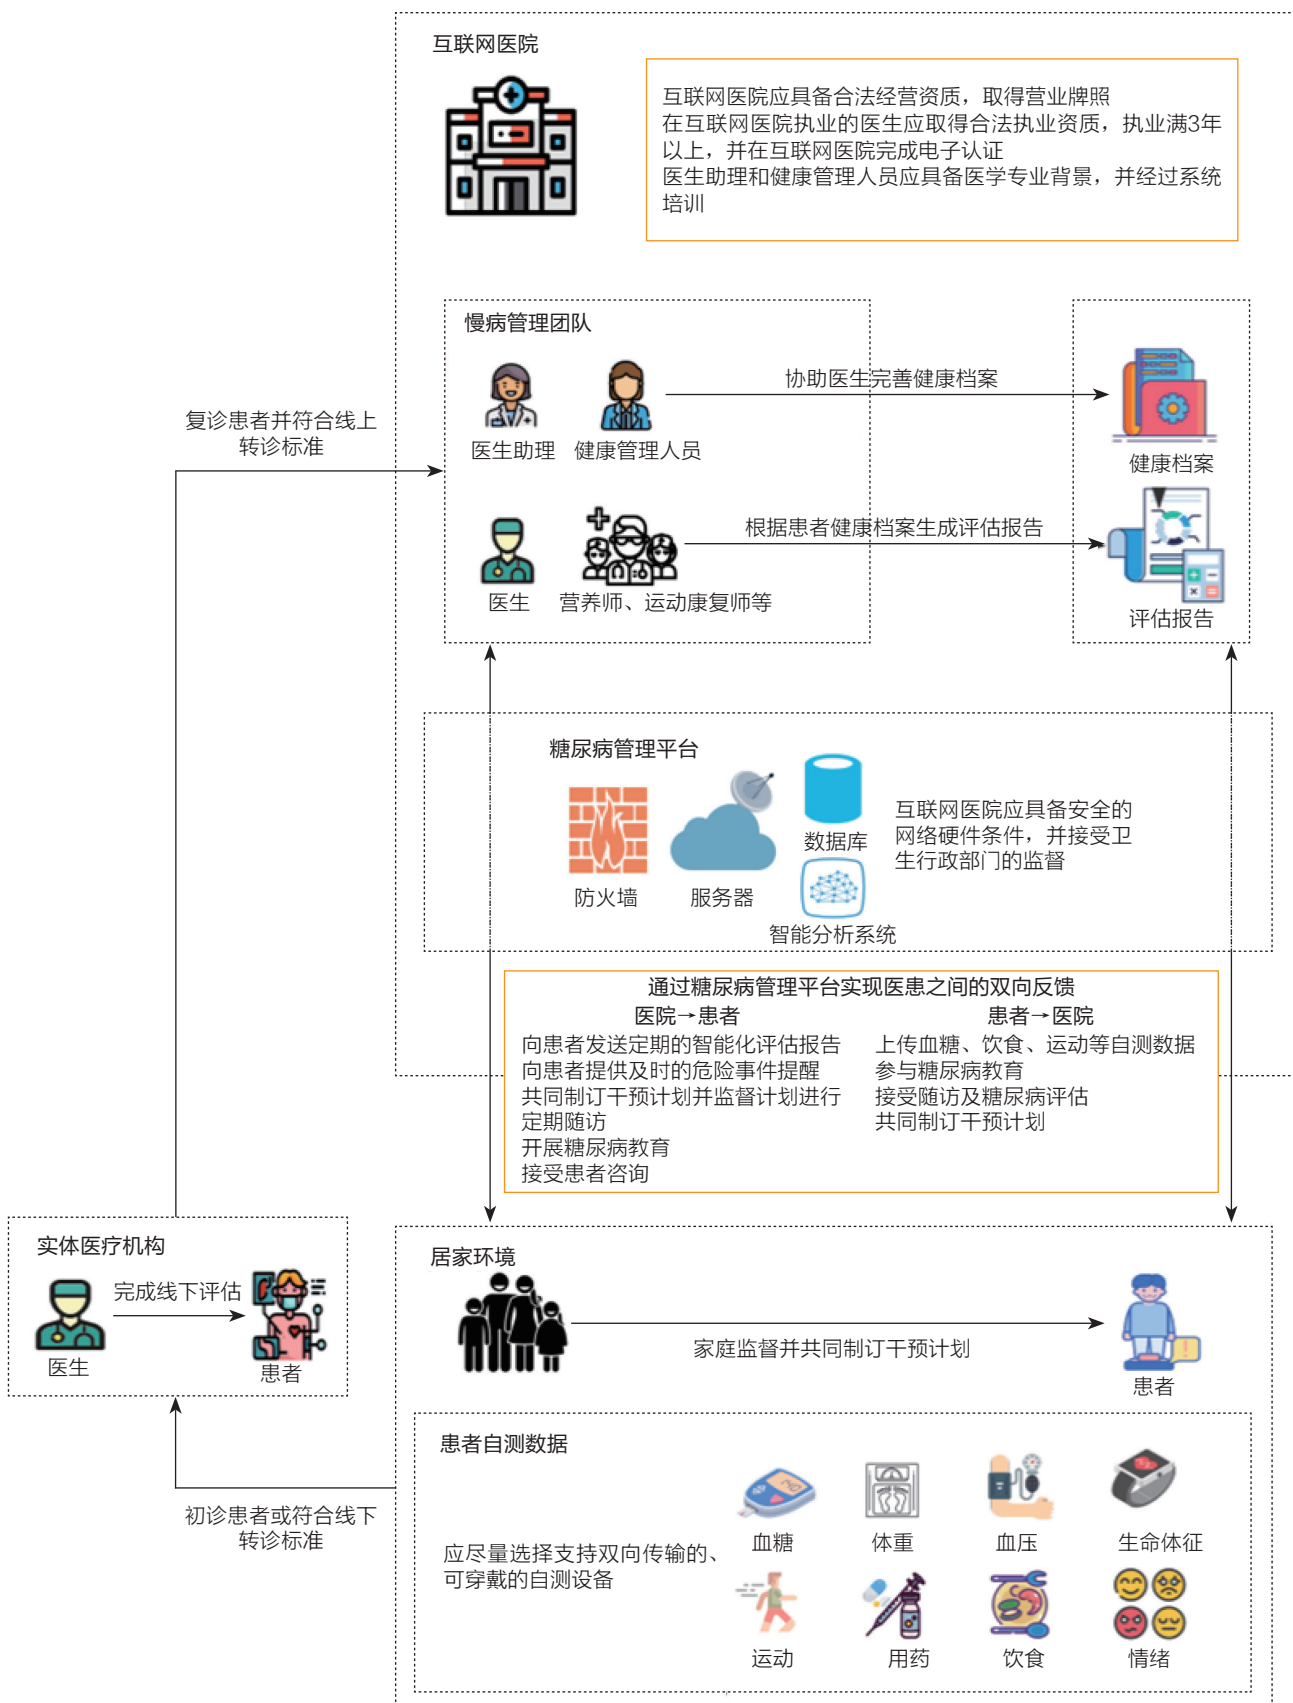 互联网医院
互联网医院应具备合法经营资质，取得营业牌照
在互联网医院执业的医生应取得合法执业资质，执业满3年
以上，并在互联网医院完成电子认证
医生助理和健康管理人员应具备医学专业背景，并经过系统
培训
慢病管理团队
医生助理
健康管理人员
协助医生完善健康档案
健康档案
医生
营养师、运动康复师等
根据患者健康档案生成评估报告
评估报告
复诊患者并符合线上
转诊标准
糖尿病管理平台
防火墙
服务器
数据库
智能分析系统
互联网医院应具备安全的
网络硬件条件，并接受卫
生行政部门的监督
通过糖尿病管理平台实现医患之间的双向反馈
医院→患者
向患者发送定期的智能化评估报告
向患者提供及时的危险事件提醒
共同制订干预计划并监督计划进行
定期随访
开展糖尿病教育
接受患者咨询
患者→医院
上传血糖、饮食、运动等自测数据
参与糖尿病教育
接受随访及糖尿病评估
共同制订干预计划
实体医疗机构
医生
完成线下评估
患者
初诊患者或符合线下
转诊标准
居家环境
家庭监督并共同制订干预计划
患者
患者自测数据
应尽量选择支持双向传输的、
可穿戴的自测设备
血糖
体重
血压
生命体征
运动
用药
饮食
情绪